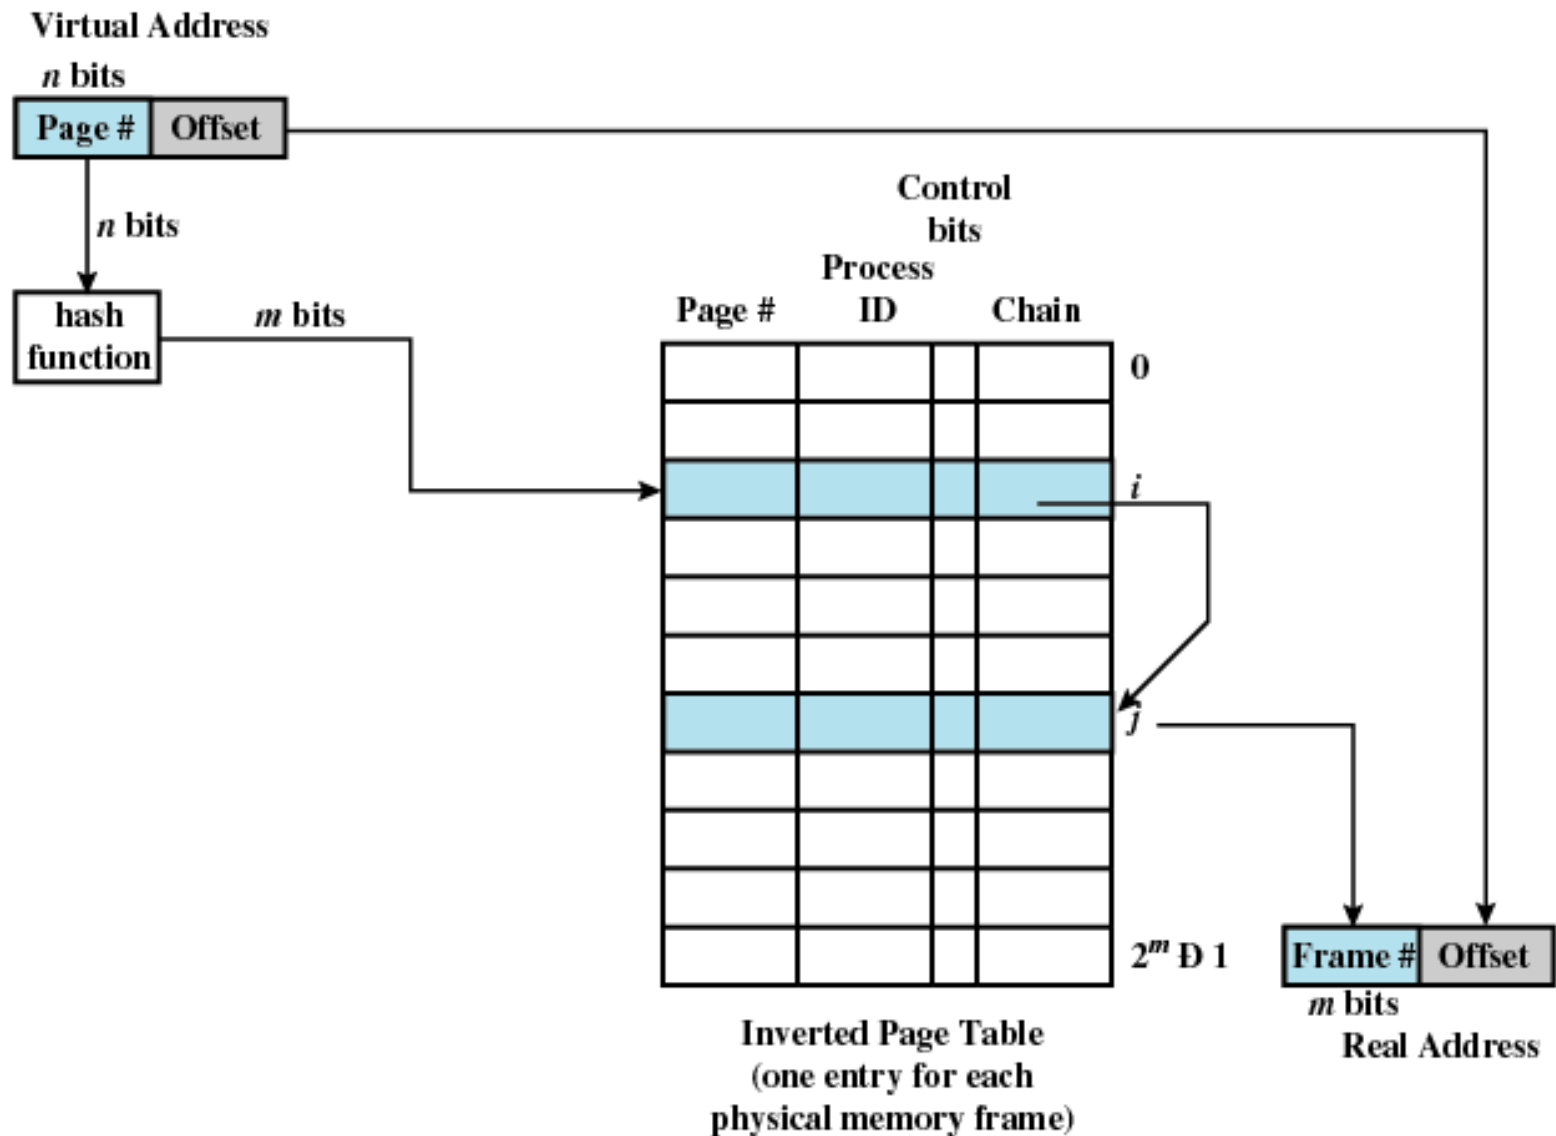 Virtual Address
n bits
Page # Offset
n bits
hash
function
m bits
Control
bits
Process
Page # ID Chain
0
i
j
2^m Đ 1
Frame # Offset
m bits
Real Address
Inverted Page Table
(one entry for each
physical memory frame)